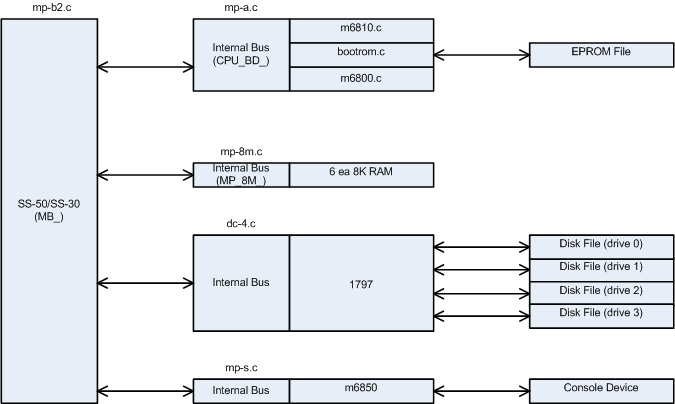 mp-b2.c
mp-a.c
SS-50/SS-30
(MB_)
Internal Bus
(CPU_BD_)
m6810.c
bootrom.c
m6800.c
EPROM File
mp-8m.c
Internal Bus
(MP_8M_)
6 ea 8K RAM
dc-4.c
Internal Bus
1797
Disk File (drive 0)
Disk File (drive 1)
Disk File (drive 2)
Disk File (drive 3)
mp-s.c
Internal Bus
m6850
Console Device